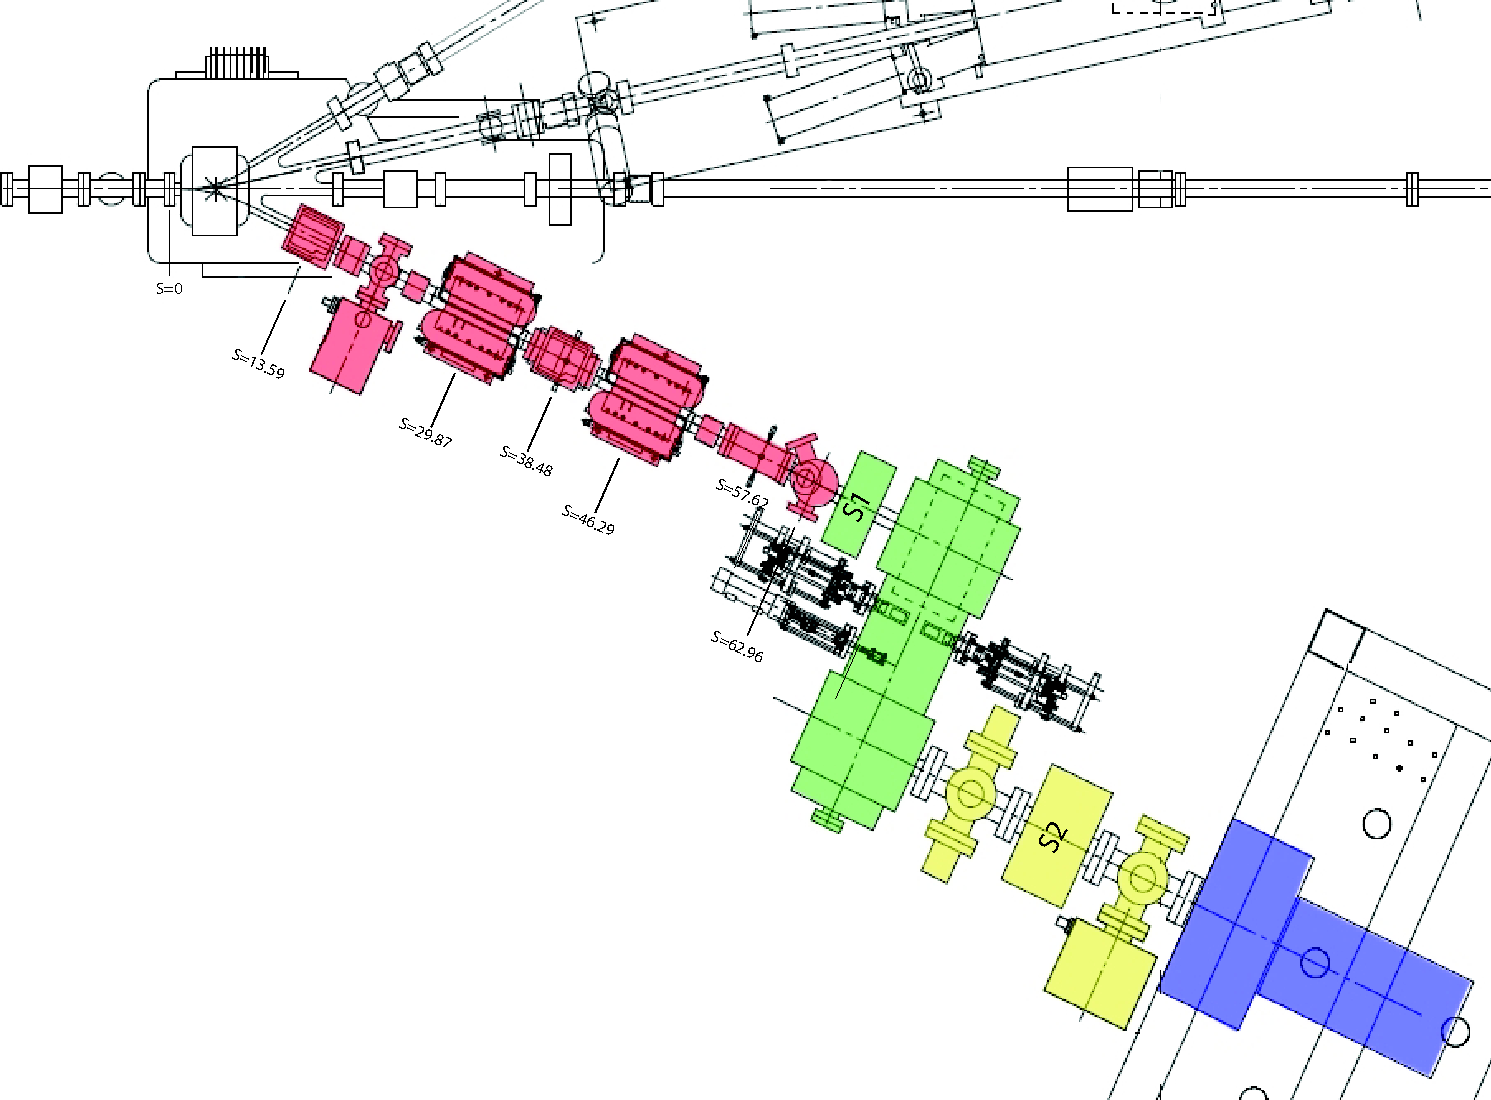 S=0
S=13.59
S=29.87
S=38.48
S=46.29
S=57.62
S1
S=62.96
S2